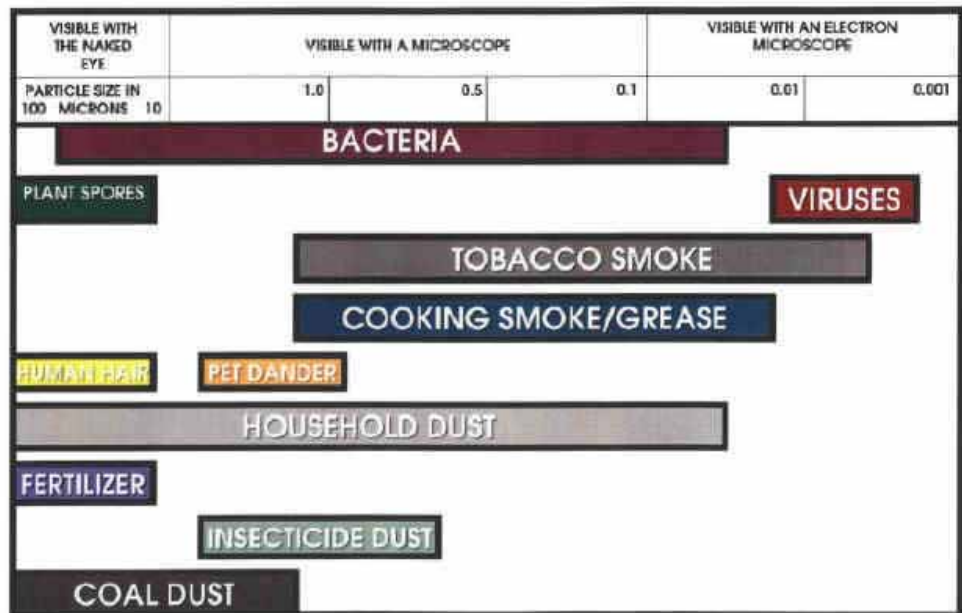 VISIBLE WITH
THE NAKED
EYE
VISIBLE WITH A MICROSCOPE
VISIBLE WITH AN ELECTRON
MICROSCOPE
PARTICLE SIZE IN
100 MICRONS 10
1.0
0.5
0.1
0.01
0.001
BACTERIA
PLANT SPORES
VIRUSES
TOBACCO SMOKE
COOKING SMOKE/GREASE
HUMAN HAIR
PET DANDER
HOUSEHOLD DUST
FERTILIZER
INSECTICIDE DUST
COAL DUST